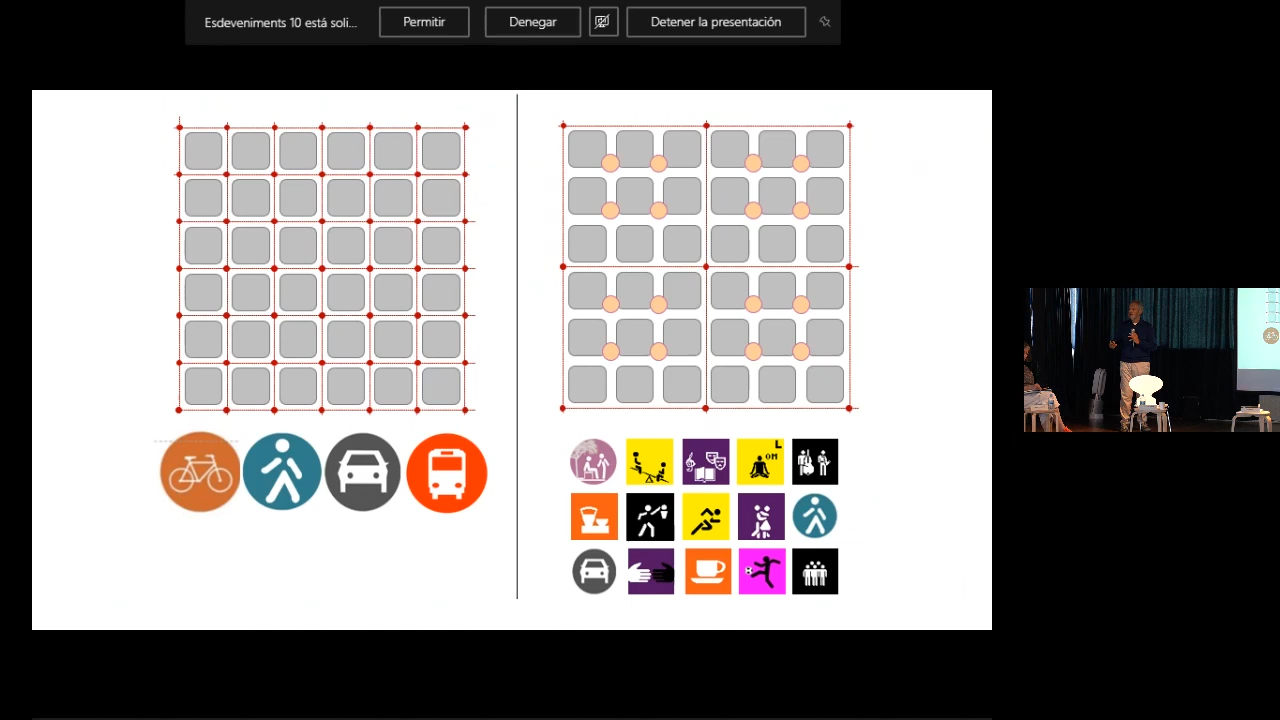 Esdeveniments 10 está soli...
Permitir
Denegar
Detener la presentación
L
OM